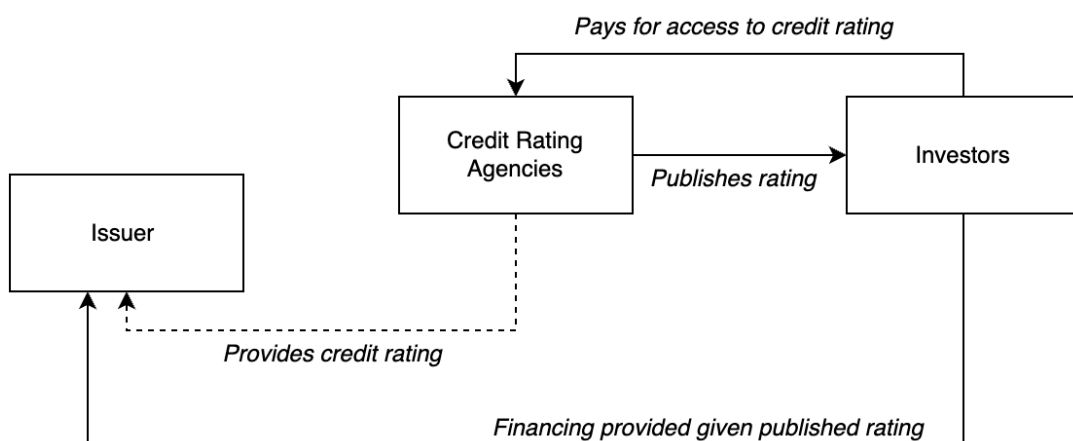 Pays for access to credit rating
Credit Rating
Agencies
Investors
Publishes rating
Issuer
Provides credit rating
Financing provided given published rating